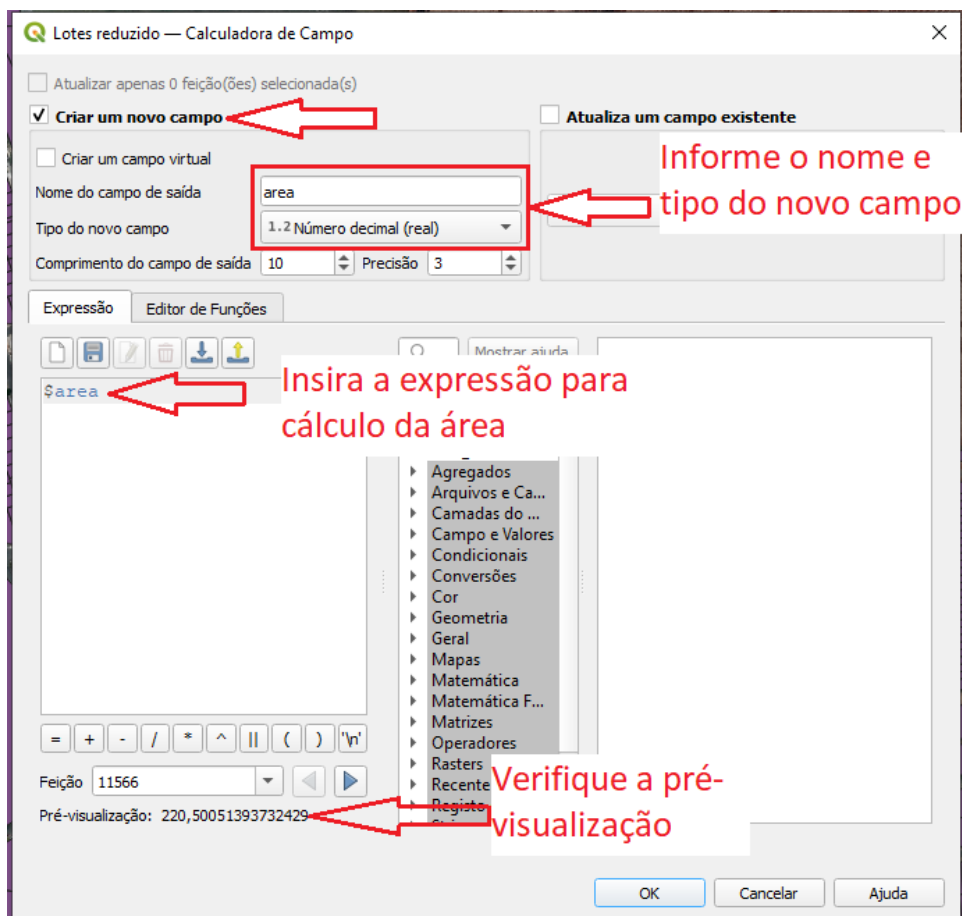 Lotes reduzido — Calculadora de Campo
Atualizar apenas 0 feição(ões) selecionada(s)
Criar um novo campo
Atualiza um campo existente
Criar um campo virtual
Informe o nome e
tipo do novo campo
Nome do campo de saída area
Tipo do novo campo 1.2 Número decimal (real)
Comprimento do campo de saída 10 Precisão 3
Expressão Editor de Funções
Mostrar ajuda
$area
Insira a expressão para
cálculo da área
Agregados
Arquivos e Ca...
Camadas do ...
Campo e Valores
Condicionais
Conversões
Cor
Geometria
Geral
Mapas
Matemática
Matemática F...
Matrizes
Operadores
Rasters
Recente
Registo
= + - / * ^ || ( ) '\n'
Feição 11566
Pré-visualização: 220,50051393732429
Verifique a pré-
visualização
OK Cancelar Ajuda